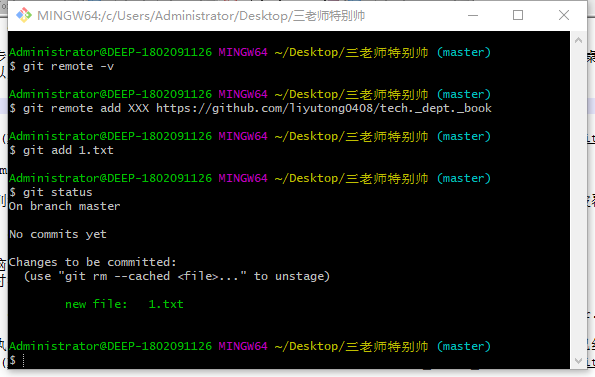 MINGW64:/c/Users/Administrator/Desktop/三老师特别帅
Administrator@DEEP-1802091126 MINGW64 ~/Desktop/三老师特别帅 (master)
$ git remote -v
Administrator@DEEP-1802091126 MINGW64 ~/Desktop/三老师特别帅 (master)
$ git remote add XXX https://github.com/liyutong0408/tech._dept._book
Administrator@DEEP-1802091126 MINGW64 ~/Desktop/三老师特别帅 (master)
$ git add 1.txt
Administrator@DEEP-1802091126 MINGW64 ~/Desktop/三老师特别帅 (master)
$ git status
On branch master
No commits yet
Changes to be committed:
(use "git rm --cached <file>..." to unstage)
new file: 1.txt
Administrator@DEEP-1802091126 MINGW64 ~/Desktop/三老师特别帅 (master)
$